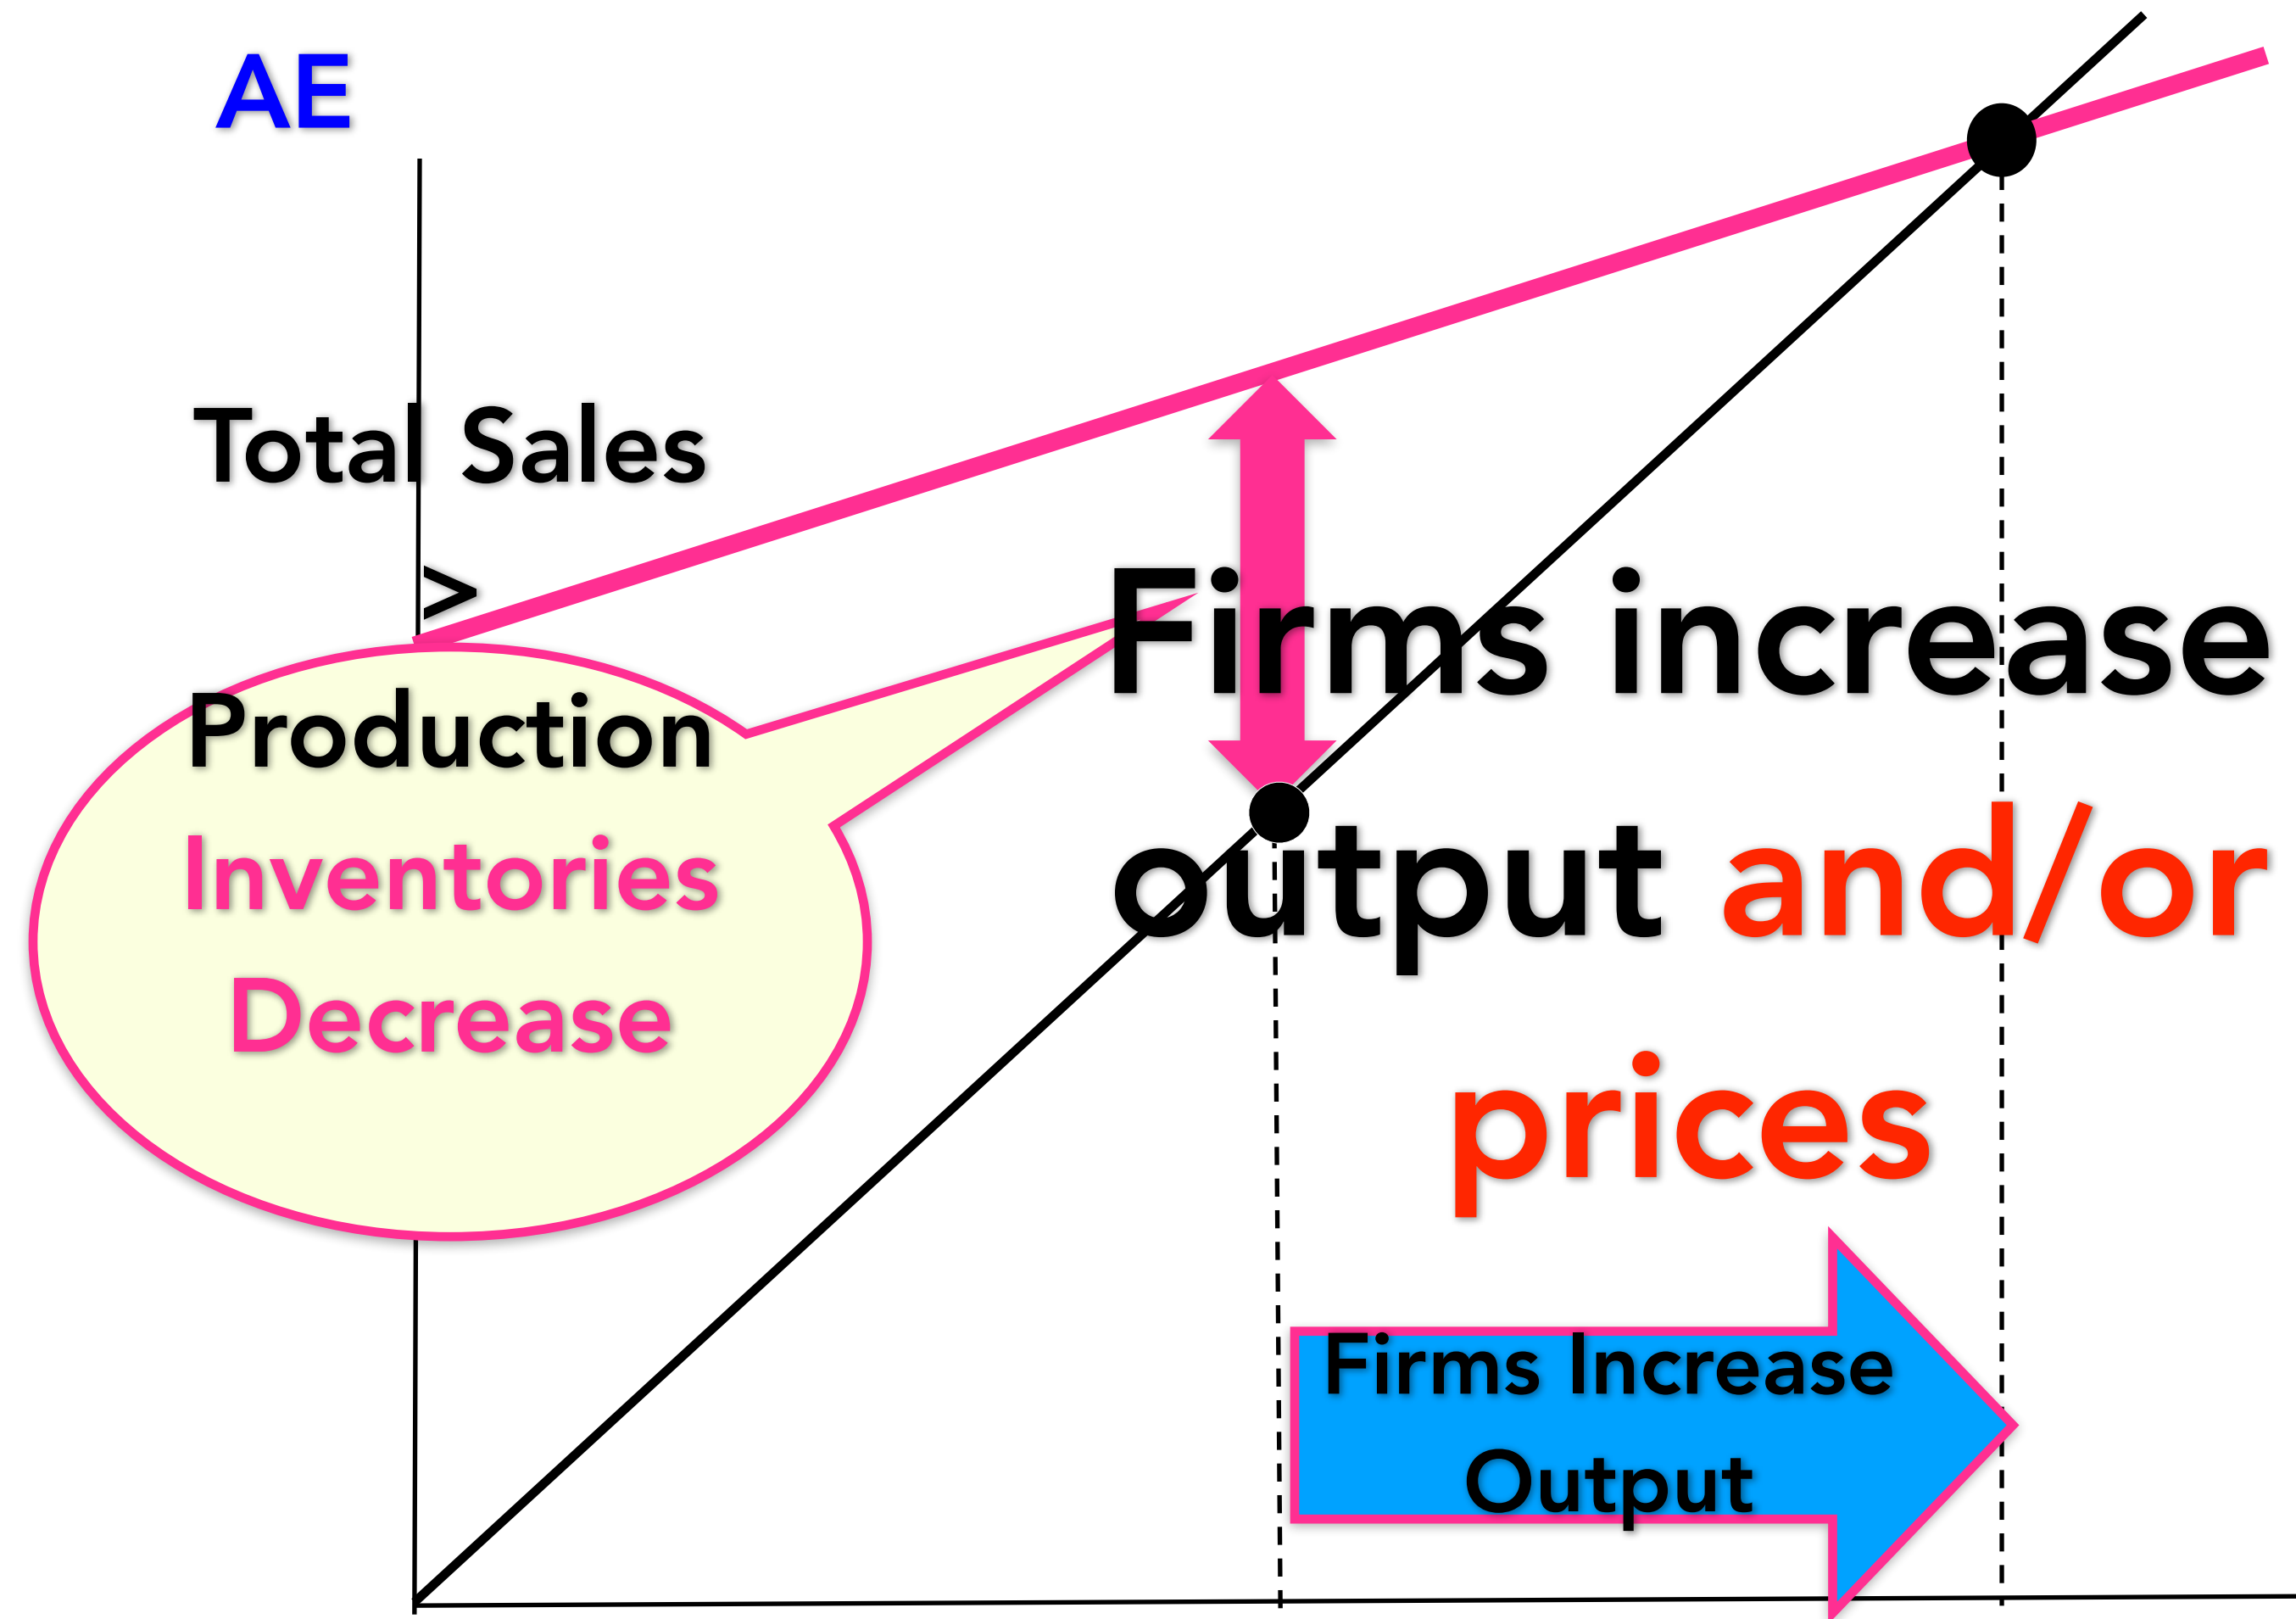 AE
Total Sales
>
Production
Inventories
Decrease
Firms increase
output and/or
prices
Firms Increase
Output